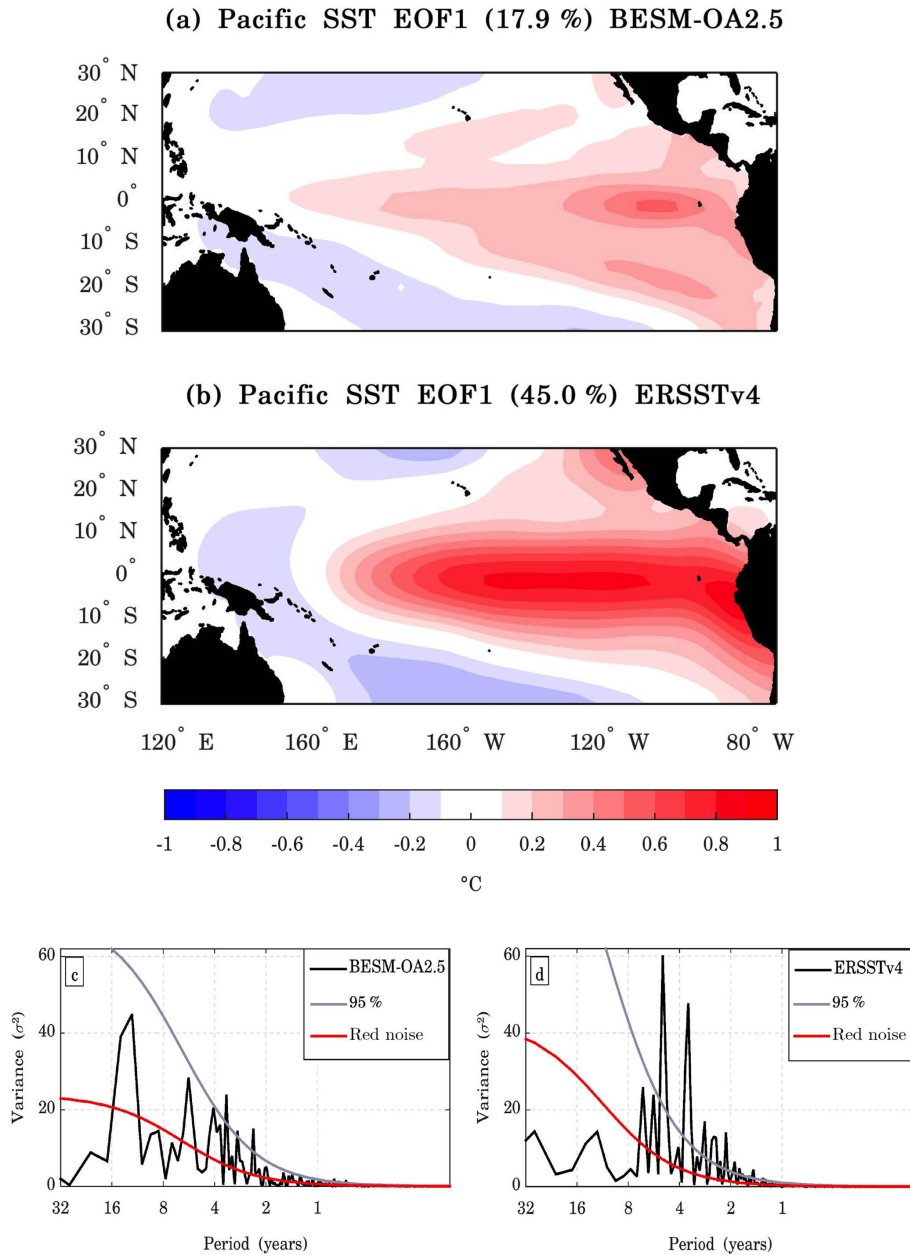 (a) Pacific SST EOF1 (17.9 %) BESM-OA2.5
30° N
20° N
10° N
0°
10° S
20° S
30° S
(b) Pacific SST EOF1 (45.0 %) ERSSTv4
30° N
20° N
10° N
0°
10° S
20° S
30° S
120° E 160° E 160° W 120° W 80° W
-1 -0.8 -0.6 -0.4 -0.2 0 0.2 0.4 0.6 0.8 1
°C
c
BESM-OA2.5
95 %
Red noise
Variance (σ²)
60
40
20
0
32 16 8 4 2 1
Period (years)
d
ERSSTv4
95 %
Red noise
Variance (σ²)
60
40
20
0
32 16 8 4 2 1
Period (years)